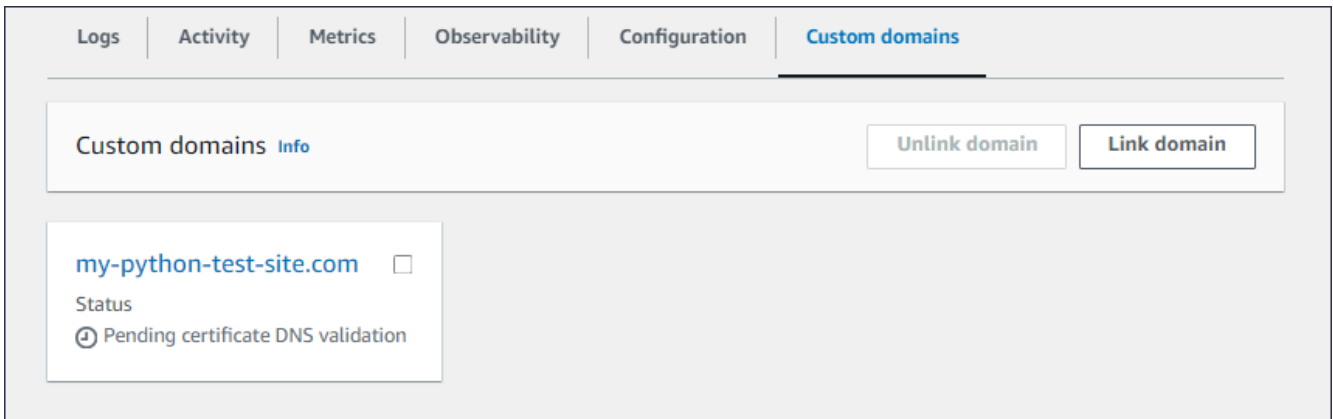 Logs Activity Metrics Observability Configuration Custom domains
Custom domains Info Unlink domain Link domain
my-python-test-site.com
Status
Pending certificate DNS validation